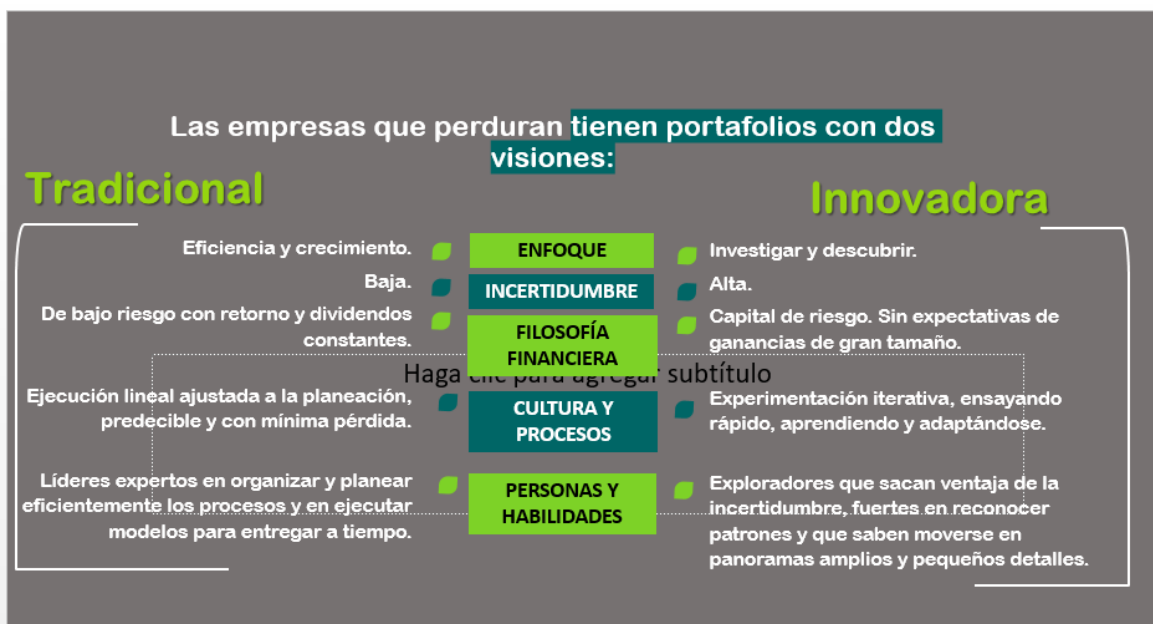 Las empresas que perduran tienen portafolios con dos
visiones:
Tradicional
Innovadora
Eficiencia y crecimiento.
ENFOQUE
Investigar y descubrir.
Baja.
INCERTIDUMBRE
Alta.
De bajo riesgo con retorno y dividendos
constantes.
FILOSOFÍA
FINANCIERA
Capital de riesgo. Sin expectativas de
ganancias de gran tamaño.
Haga clic para agregar subtítulo
Ejecución lineal ajustada a la planeación,
predecible y con mínima pérdida.
CULTURA Y
PROCESOS
Experimentación iterativa, ensayando
rápido, aprendiendo y adaptándose.
Líderes expertos en organizar y planear
eficientemente los procesos y en ejecutar
modelos para entregar a tiempo.
PERSONAS Y
HABILIDADES
Exploradores que sacan ventaja de la
incertidumbre, fuertes en reconocer
patrones y que saben moverse en
panoramas amplios y pequeños detalles.